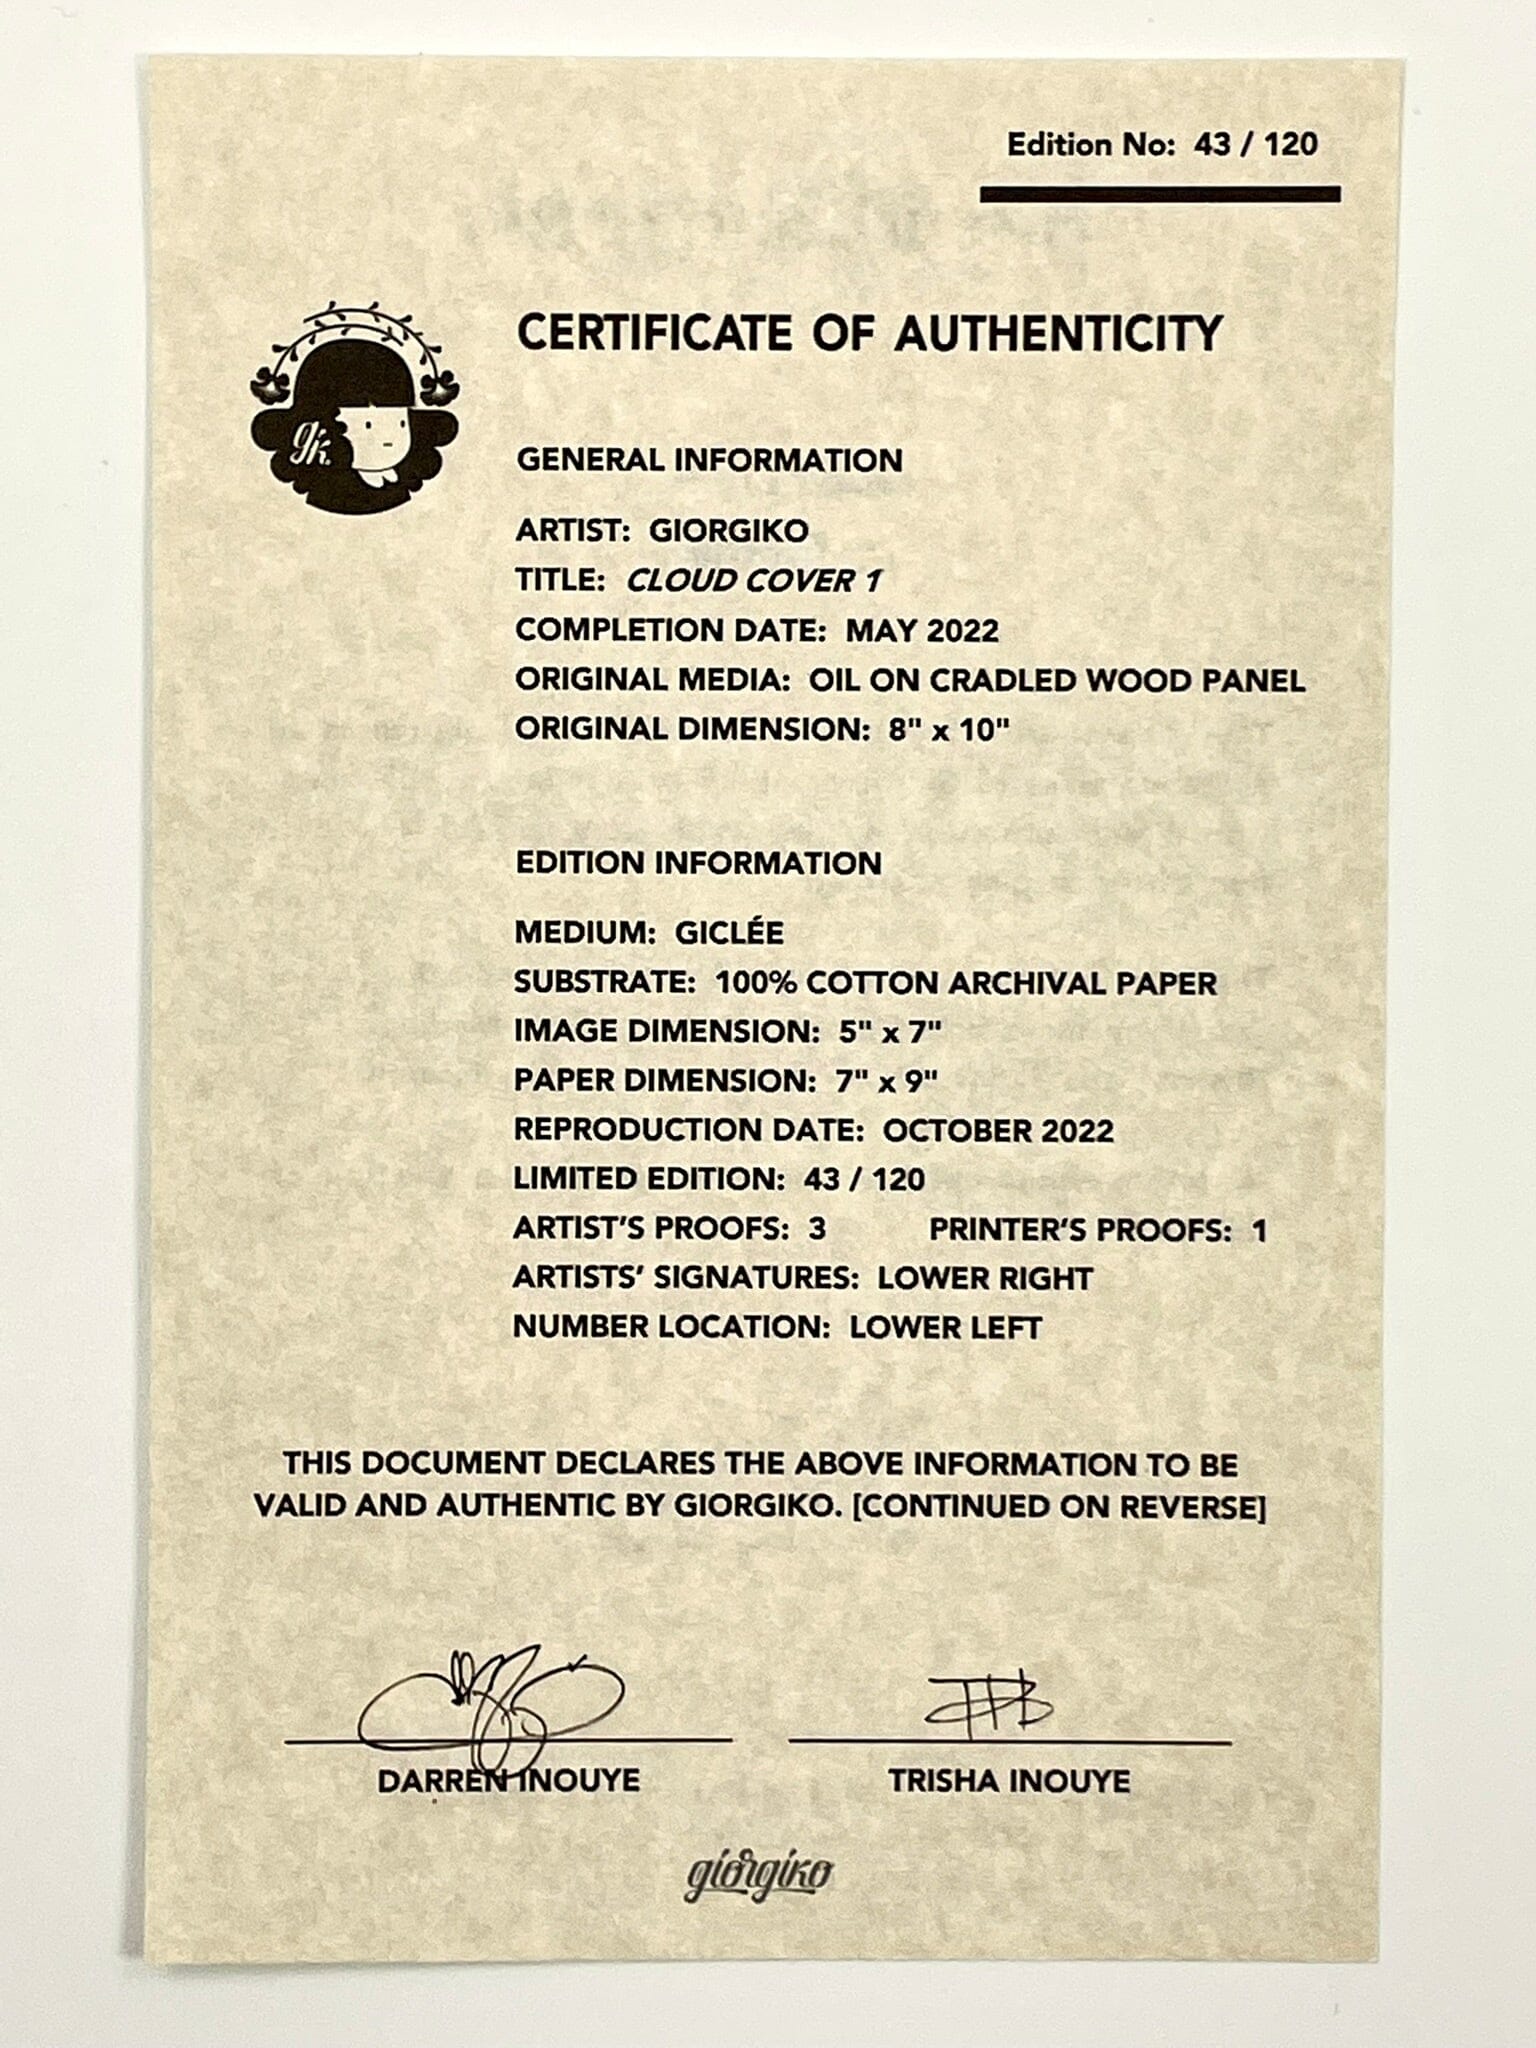 Edition No: 43 / 120
CERTIFICATE OF AUTHENTICITY
gk.
GENERAL INFORMATION
ARTIST: GIORGIKO
TITLE: CLOUD COVER 1
COMPLETION DATE: MAY 2022
ORIGINAL MEDIA: OIL ON CRADLED WOOD PANEL
ORIGINAL DIMENSION: 8" x 10"
EDITION INFORMATION
MEDIUM: GICLÉE
SUBSTRATE: 100% COTTON ARCHIVAL PAPER
IMAGE DIMENSION: 5" x 7"
PAPER DIMENSION: 7" x 9"
REPRODUCTION DATE: OCTOBER 2022
LIMITED EDITION: 43 / 120
ARTIST'S PROOFS: 3 PRINTER'S PROOFS: 1
ARTISTS' SIGNATURES: LOWER RIGHT
NUMBER LOCATION: LOWER LEFT
THIS DOCUMENT DECLARES THE ABOVE INFORMATION TO BE
VALID AND AUTHENTIC BY GIORGIKO. [CONTINUED ON REVERSE]
DARREN INOUYE TRISHA INOUYE
giorgiko